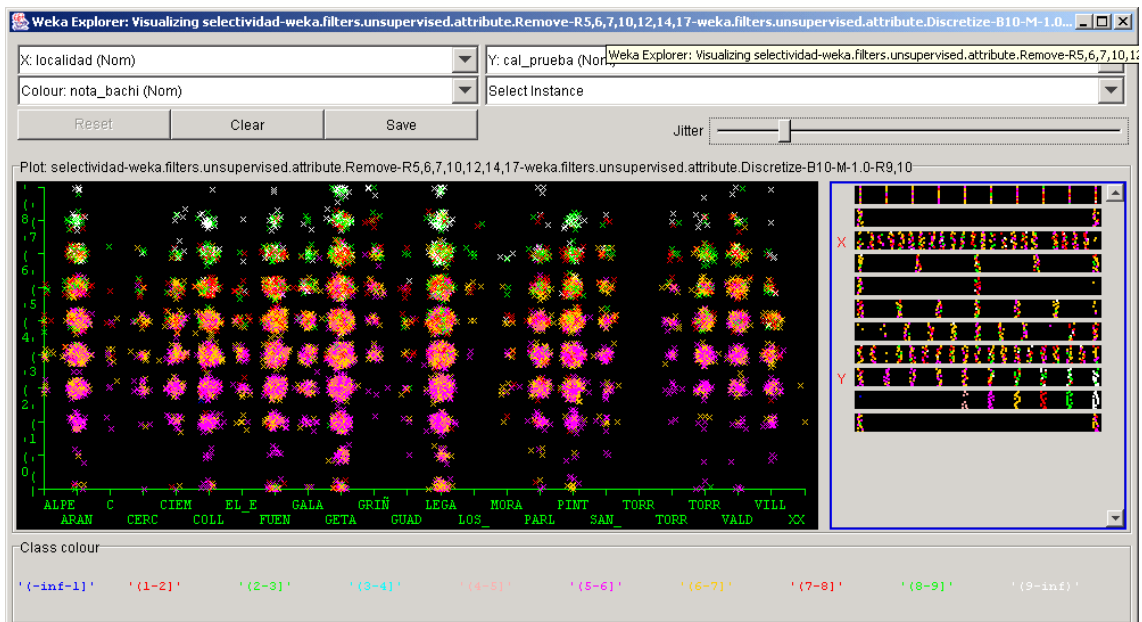 Weka Explorer: Visualizing selectividad-weka.filters.unsupervised.attribute.Remove-R5,6,7,10,12,14,17-weka.filters.unsupervised.attribute.Discretize-B10-M-1.0...
X: localidad (Nom)
Y: cal_prueba (Nom
Weka Explorer: Visualizing selectividad-weka.filters.unsupervised.attribute.Remove-R5,6,7,10,12
Colour: nota_bachi (Nom)
Select Instance
Reset
Clear
Save
Jitter
Plot: selectividad-weka.filters.unsupervised.attribute.Remove-R5,6,7,10,12,14,17-weka.filters.unsupervised.attribute.Discretize-B10-M-1.0-R9,10
X
Y
ALPE C CIEM EL_E GALA GRIÑ LEGA MORA PINT TORR TORR VILL
ARAN CERC COLL FUEN GETA GUAD LOS_ PARL SAN_ TORR VALD XX
Class colour
'(-inf-1]' '(1-2]' '(2-3]' '(3-4]' '(4-5]' '(5-6]' '(6-7]' '(7-8]' '(8-9]' '(9-inf)'